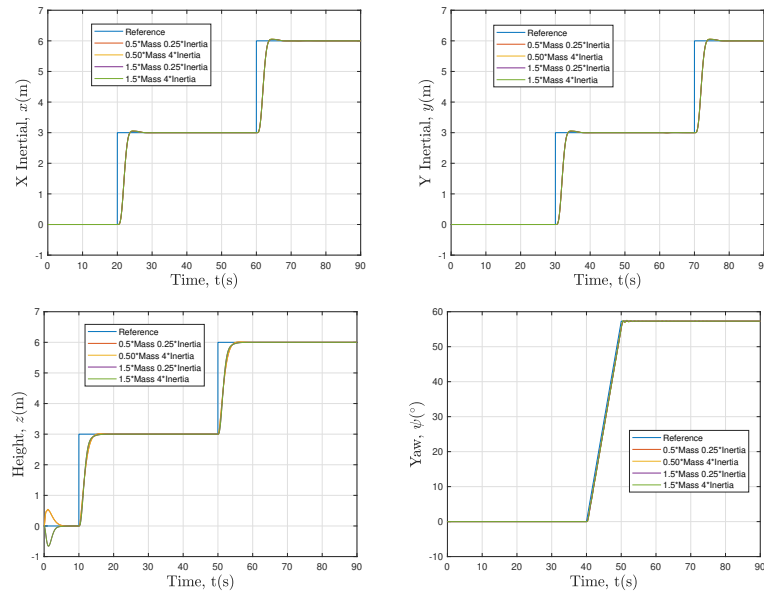 7
6
5
4
3
2
1
0
-1
X Inertial, x(m)
Reference
0.5*Mass 0.25*Inertia
0.50*Mass 4*Inertia
1.5*Mass 0.25*Inertia
1.5*Mass 4*Inertia
0 10 20 30 40 50 60 70 80 90
Time, t(s)
7
6
5
4
3
2
1
0
-1
Y Inertial, y(m)
Reference
0.5*Mass 0.25*Inertia
0.50*Mass 4*Inertia
1.5*Mass 0.25*Inertia
1.5*Mass 4*Inertia
0 10 20 30 40 50 60 70 80 90
Time, t(s)
7
6
5
4
3
2
1
0
-1
Height, z(m)
Reference
0.5*Mass 0.25*Inertia
0.50*Mass 4*Inertia
1.5*Mass 0.25*Inertia
1.5*Mass 4*Inertia
0 10 20 30 40 50 60 70 80 90
Time, t(s)
60
50
40
30
20
10
0
-10
Yaw, ψ(°)
Reference
0.5*Mass 0.25*Inertia
0.50*Mass 4*Inertia
1.5*Mass 0.25*Inertia
1.5*Mass 4*Inertia
0 10 20 30 40 50 60 70 80 90
Time, t(s)